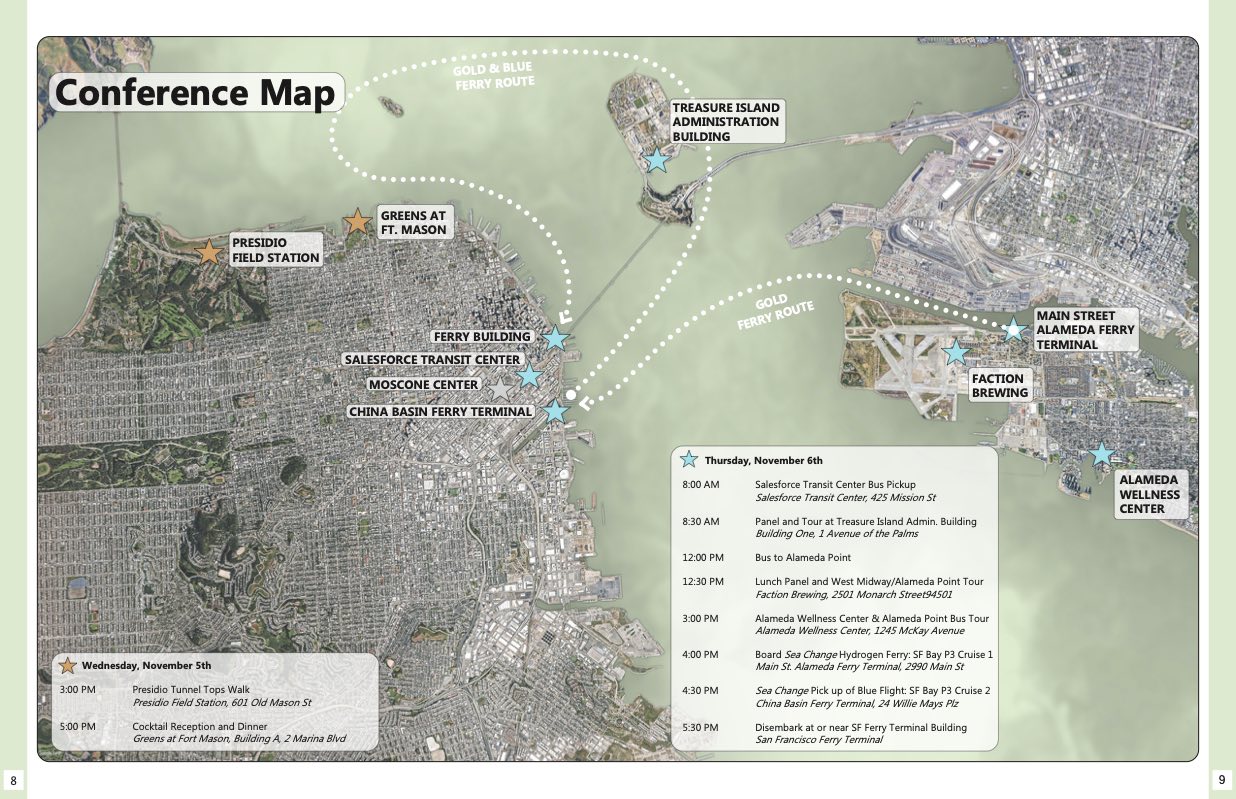 Conference Map
GOLD & BLUE
FERRY ROUTE
TREASURE ISLAND
ADMINISTRATION
BUILDING
GREENS AT
FT. MASON
PRESIDIO
FIELD STATION
GOLD
FERRY ROUTE
MAIN STREET
ALAMEDA FERRY
TERMINAL
FERRY BUILDING
SALESFORCE TRANSIT CENTER
MOSCONE CENTER
CHINA BASIN FERRY TERMINAL
FACTION
BREWING
ALAMEDA
WELLNESS
CENTER
Thursday, November 6th
8:00 AM Salesforce Transit Center Bus Pickup
Salesforce Transit Center, 425 Mission St
8:30 AM Panel and Tour at Treasure Island Admin. Building
Building One, 1 Avenue of the Palms
12:00 PM Bus to Alameda Point
12:30 PM Lunch Panel and West Midway/Alameda Point Tour
Faction Brewing, 2501 Monarch Street94501
3:00 PM Alameda Wellness Center & Alameda Point Bus Tour
Alameda Wellness Center, 1245 McKay Avenue
4:00 PM Board Sea Change Hydrogen Ferry: SF Bay P3 Cruise 1
Main St. Alameda Ferry Terminal, 2990 Main St
4:30 PM Sea Change Pick up of Blue Flight: SF Bay P3 Cruise 2
China Basin Ferry Terminal, 24 Willie Mays Plz
5:30 PM Disembark at or near SF Ferry Terminal Building
San Francisco Ferry Terminal
Wednesday, November 5th
3:00 PM Presidio Tunnel Tops Walk
Presidio Field Station, 601 Old Mason St
5:00 PM Cocktail Reception and Dinner
Greens at Fort Mason, Building A, 2 Marina Blvd
8
9